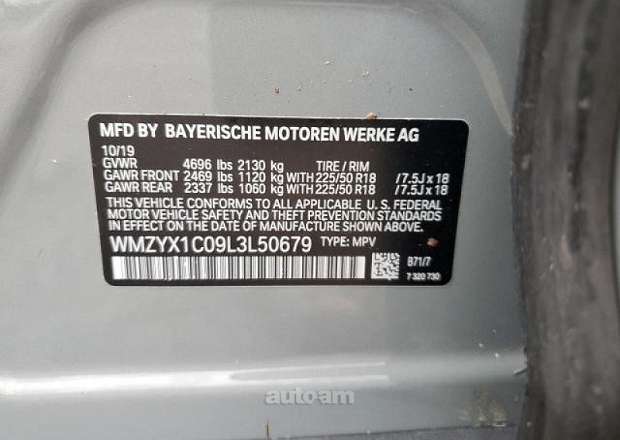 MFD BY BAYERISCHE MOTOREN WERKE AG
10/19
GVWR 4696 lbs 2130 kg TIRE / RIM
GAWR FRONT 2469 lbs 1120 kg WITH 225/50 R18 /7.5J x 18
GAWR REAR 2337 lbs 1060 kg WITH 225/50 R18 /7.5J x 18
THIS VEHICLE CONFORMS TO ALL APPLICABLE U. S. FEDERAL
MOTOR VEHICLE SAFETY AND THEFT PREVENTION STANDARDS
IN EFFECT ON THE DATE OF MANUFACTURE SHOWN ABOVE
WMZYX1C09L3L50679 TYPE: MPV
B71/7
7 320 730
autoam